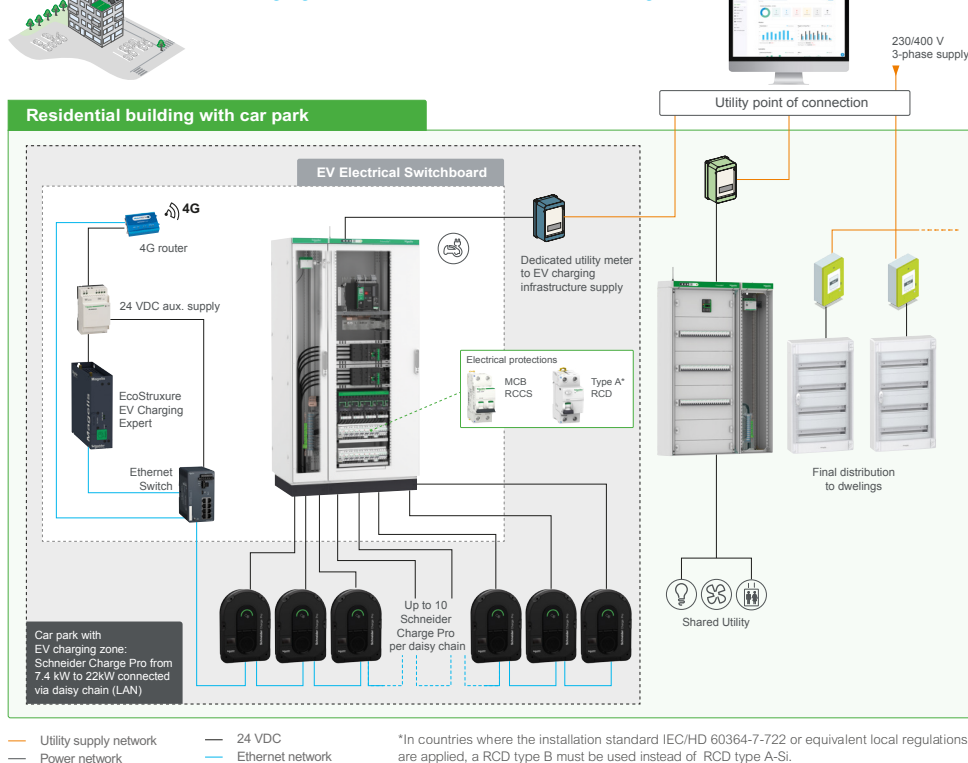 230/400 V
3-phase supply
Utility point of connection
Residential building with car park
EV Electrical Switchboard
4G
4G router
Dedicated utility meter
to EV charging
infrastructure supply
24 VDC aux. supply
Electrical protections
MCB
RCCS
Type A*
RCD
EcoStruxure
EV Charging
Expert
Magelis
Ethernet
Switch
Final distribution
to dwelings
Up to 10
Schneider
Charge Pro
per daisy chain
Shared Utility
Car park with
EV charging zone:
Schneider Charge Pro from
7.4 kW to 22kW connected
via daisy chain (LAN)
Utility supply network
Power network
24 VDC
Ethernet network
*In countries where the installation standard IEC/HD 60364-7-722 or equivalent local regulations
are applied, a RCD type B must be used instead of RCD type A-Si.